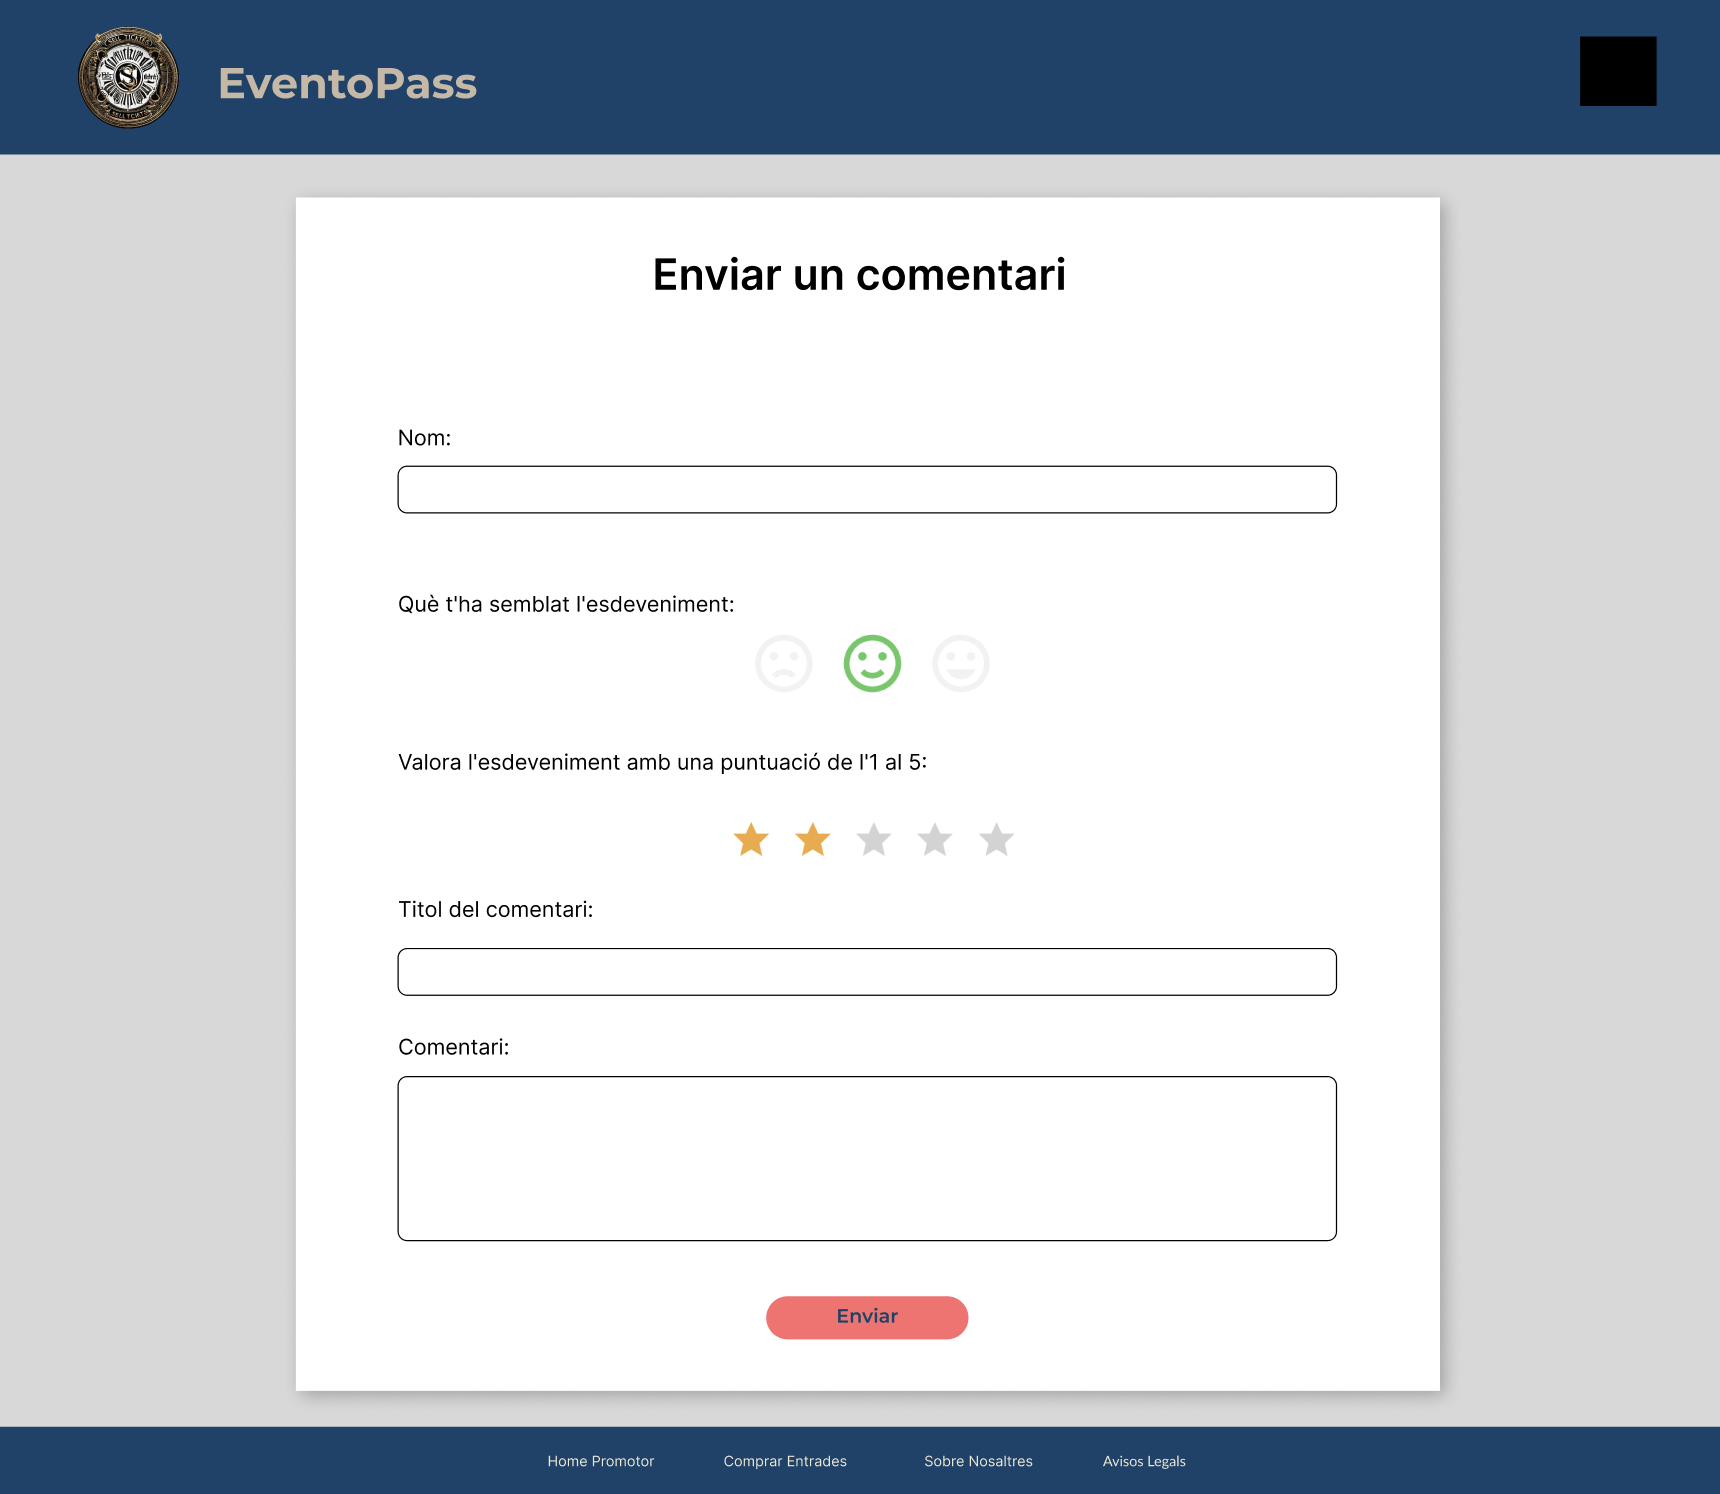 EventoPass
Enviar un comentari
Nom:
Què t'ha semblat l'esdeveniment:
Valora l'esdeveniment amb una puntuació de l'1 al 5:
Titol del comentari:
Comentari:
Enviar
Home Promotor
Comprar Entrades
Sobre Nosaltres
Avisos Legals